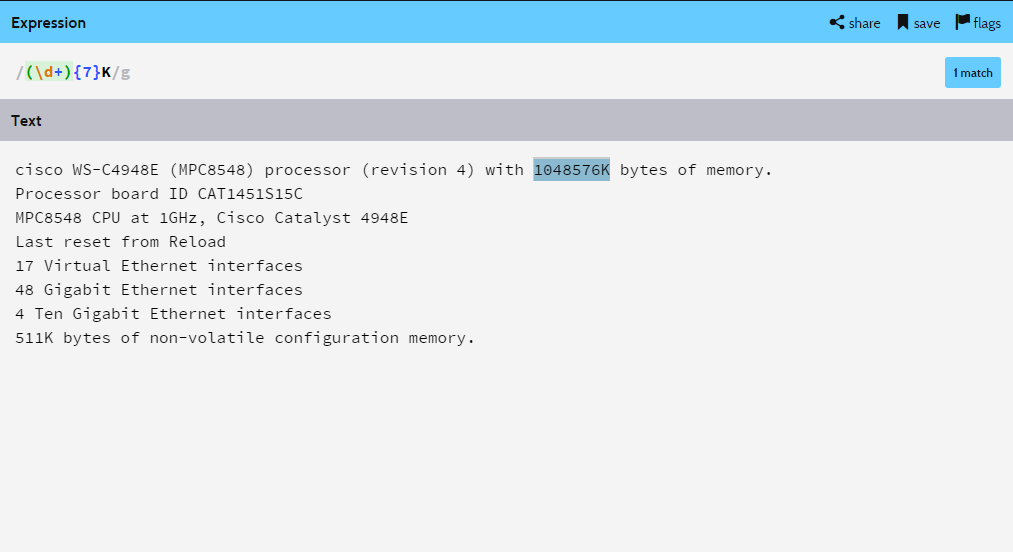 Expression
share save flags
/(\d+){7}K/g
1 match
Text
cisco WS-C4948E (MPC8548) processor (revision 4) with 1048576K bytes of memory.
Processor board ID CAT1451S15C
MPC8548 CPU at 1GHz, Cisco Catalyst 4948E
Last reset from Reload
17 Virtual Ethernet interfaces
48 Gigabit Ethernet interfaces
4 Ten Gigabit Ethernet interfaces
511K bytes of non-volatile configuration memory.